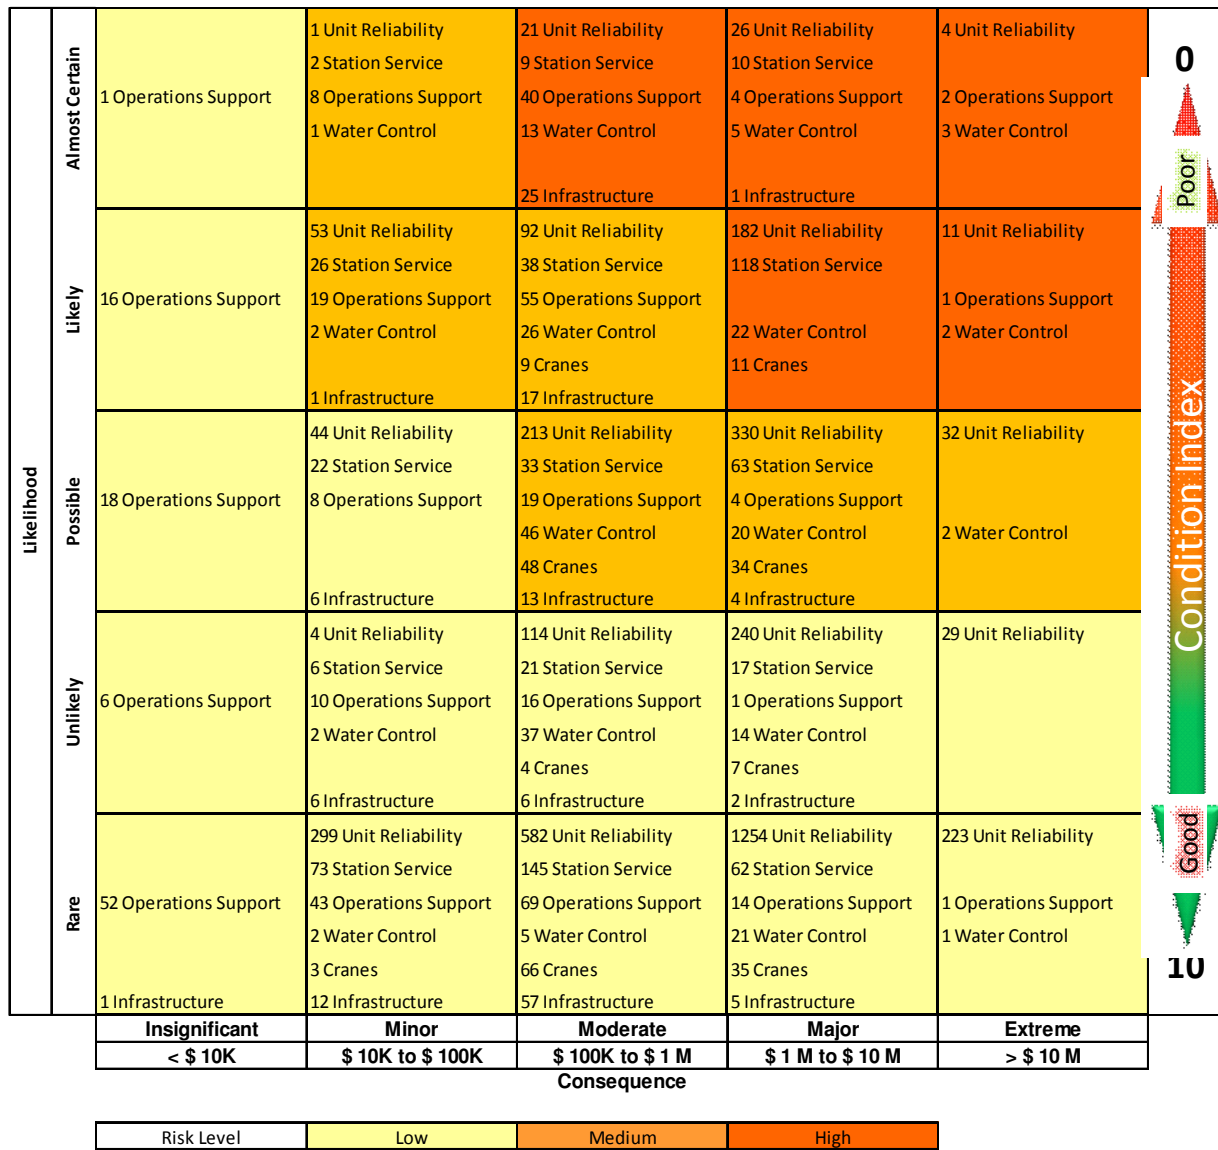 Likelihood
Almost Certain
1 Operations Support
1 Unit Reliability
2 Station Service
8 Operations Support
1 Water Control
21 Unit Reliability
9 Station Service
40 Operations Support
13 Water Control
25 Infrastructure
26 Unit Reliability
10 Station Service
4 Operations Support
5 Water Control
1 Infrastructure
4 Unit Reliability
2 Operations Support
3 Water Control
Likely
16 Operations Support
53 Unit Reliability
26 Station Service
19 Operations Support
2 Water Control
1 Infrastructure
92 Unit Reliability
38 Station Service
55 Operations Support
26 Water Control
9 Cranes
17 Infrastructure
182 Unit Reliability
118 Station Service
22 Water Control
11 Cranes
11 Unit Reliability
1 Operations Support
2 Water Control
Possible
18 Operations Support
44 Unit Reliability
22 Station Service
8 Operations Support
6 Infrastructure
213 Unit Reliability
33 Station Service
19 Operations Support
46 Water Control
48 Cranes
13 Infrastructure
330 Unit Reliability
63 Station Service
4 Operations Support
20 Water Control
34 Cranes
4 Infrastructure
32 Unit Reliability
2 Water Control
Unlikely
6 Operations Support
4 Unit Reliability
6 Station Service
10 Operations Support
2 Water Control
6 Infrastructure
114 Unit Reliability
21 Station Service
16 Operations Support
37 Water Control
4 Cranes
6 Infrastructure
240 Unit Reliability
17 Station Service
1 Operations Support
14 Water Control
7 Cranes
2 Infrastructure
29 Unit Reliability
Rare
52 Operations Support
1 Infrastructure
299 Unit Reliability
73 Station Service
43 Operations Support
2 Water Control
3 Cranes
12 Infrastructure
582 Unit Reliability
145 Station Service
69 Operations Support
5 Water Control
66 Cranes
57 Infrastructure
1254 Unit Reliability
62 Station Service
14 Operations Support
21 Water Control
35 Cranes
5 Infrastructure
223 Unit Reliability
1 Operations Support
1 Water Control
Insignificant
Minor
Moderate
Major
Extreme
< $ 10K
$ 10K to $ 100K
$ 100K to $ 1 M
$ 1 M to $ 10 M
> $ 10 M
Consequence
0
Poor
Condition Index
Good
10
Risk Level
Low
Medium
High